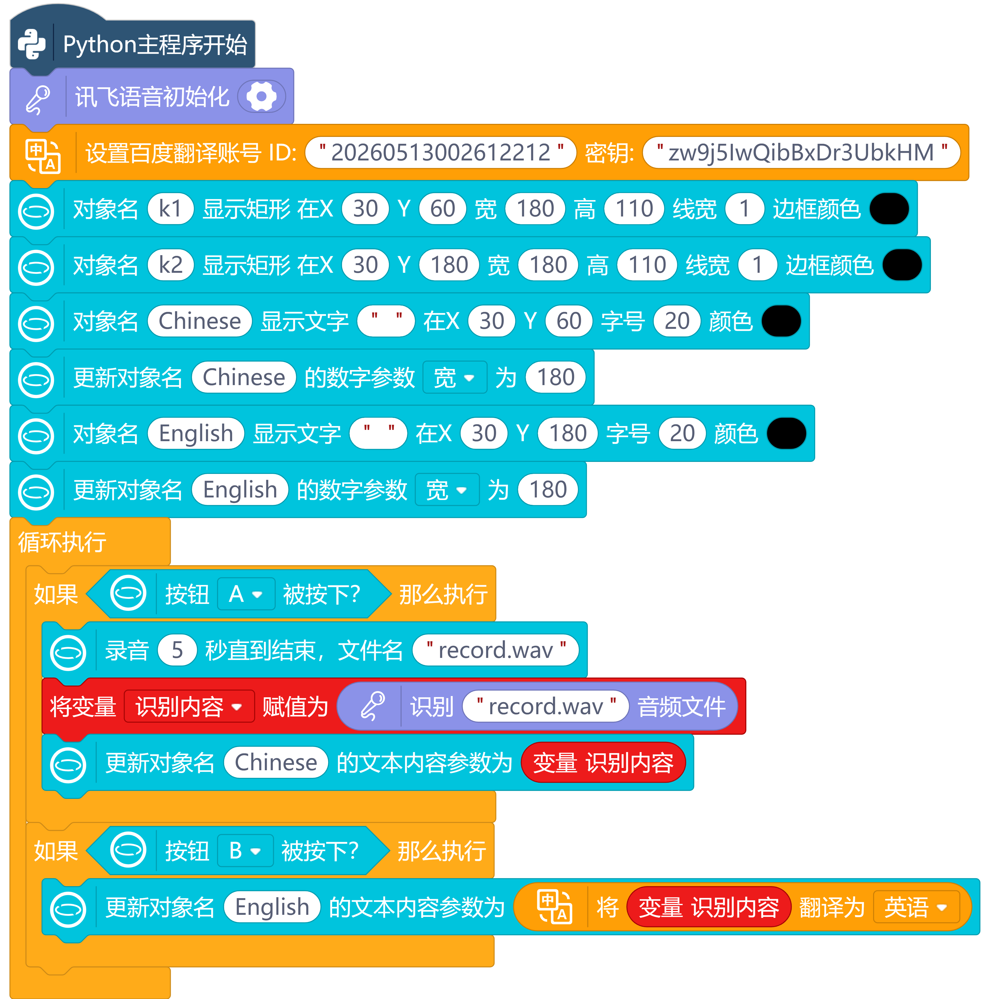 Python主程序开始
讯飞语音初始化
设置百度翻译账号 ID: "20260513002612212" 密钥: "zw9j5IwQibBxDr3UbkHM"
对象名 k1 显示矩形 在X 30 Y 60 宽 180 高 110 线宽 1 边框颜色
对象名 k2 显示矩形 在X 30 Y 180 宽 180 高 110 线宽 1 边框颜色
对象名 Chinese 显示文字 " " 在X 30 Y 60 字号 20 颜色
更新对象名 Chinese 的数字参数 宽 为 180
对象名 English 显示文字 " " 在X 30 Y 180 字号 20 颜色
更新对象名 English 的数字参数 宽 为 180
循环执行
如果 按钮 A 被按下? 那么执行
录音 5 秒直到结束，文件名 "record.wav"
将变量 识别内容 赋值为 识别 "record.wav" 音频文件
更新对象名 Chinese 的文本内容参数为 变量 识别内容
如果 按钮 B 被按下? 那么执行
更新对象名 English 的文本内容参数为 将 变量 识别内容 翻译为 英语